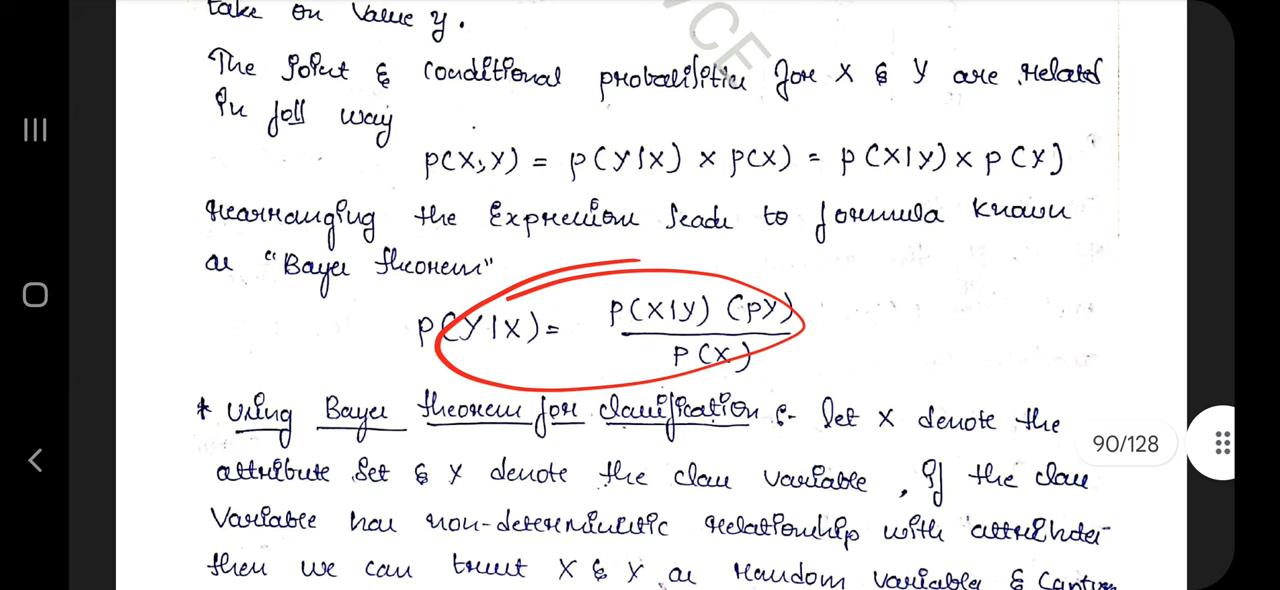 take on value y.
The joint & conditional probabilities for X & Y are related
in foll way
P(X,Y) = P(Y|X) × P(X) = P(X|Y) × P(Y)
rearranging the Expression leads to formula known
as "Bayes theorem"
P(Y|X) = P(X|Y) (PY)
P(X)
* Using Bayes theorem for classification :- let X denote the
attribute set & Y denote the class variable, If the class
variable has non-deterministic relationship with attributes
then we can treat X & Y as random variable &
VCE
90/128